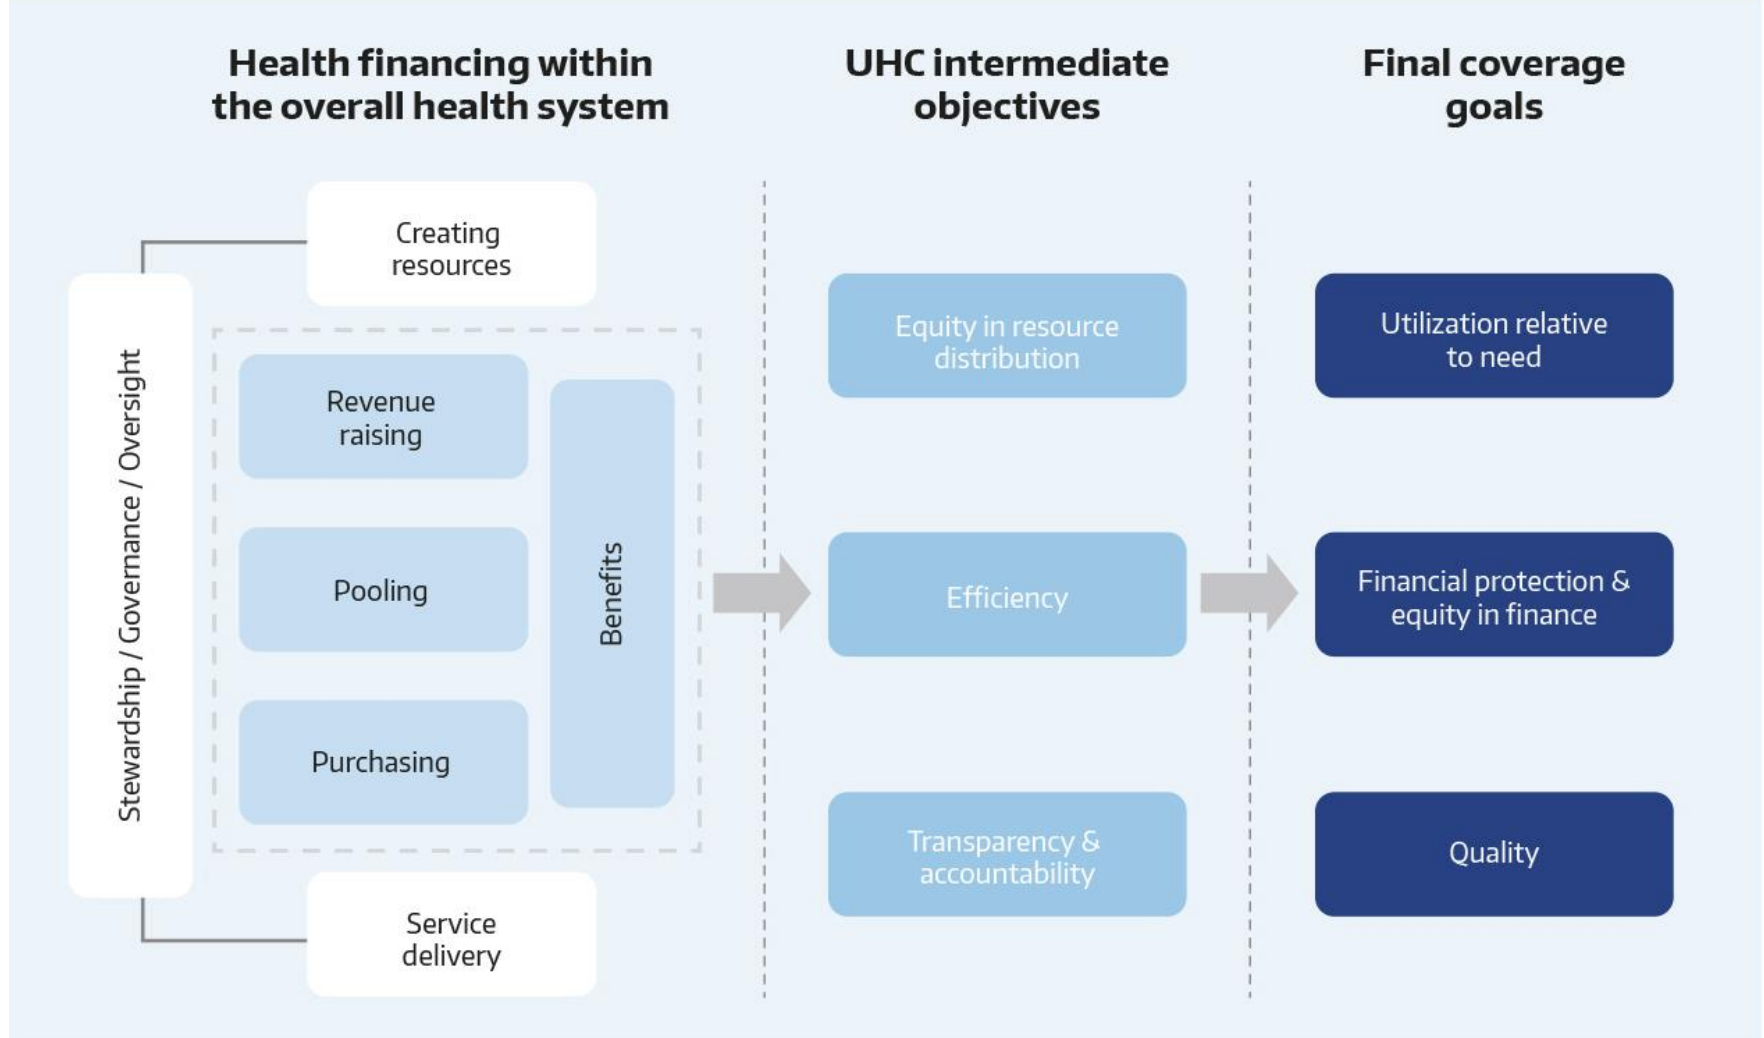 Health financing within
the overall health system
UHC intermediate
objectives
Final coverage
goals
Stewardship / Governance / Oversight
Creating
resources
Revenue
raising
Pooling
Purchasing
Benefits
Service
delivery
Equity in resource
distribution
Efficiency
Transparency &
accountability
Utilization relative
to need
Financial protection &
equity in finance
Quality